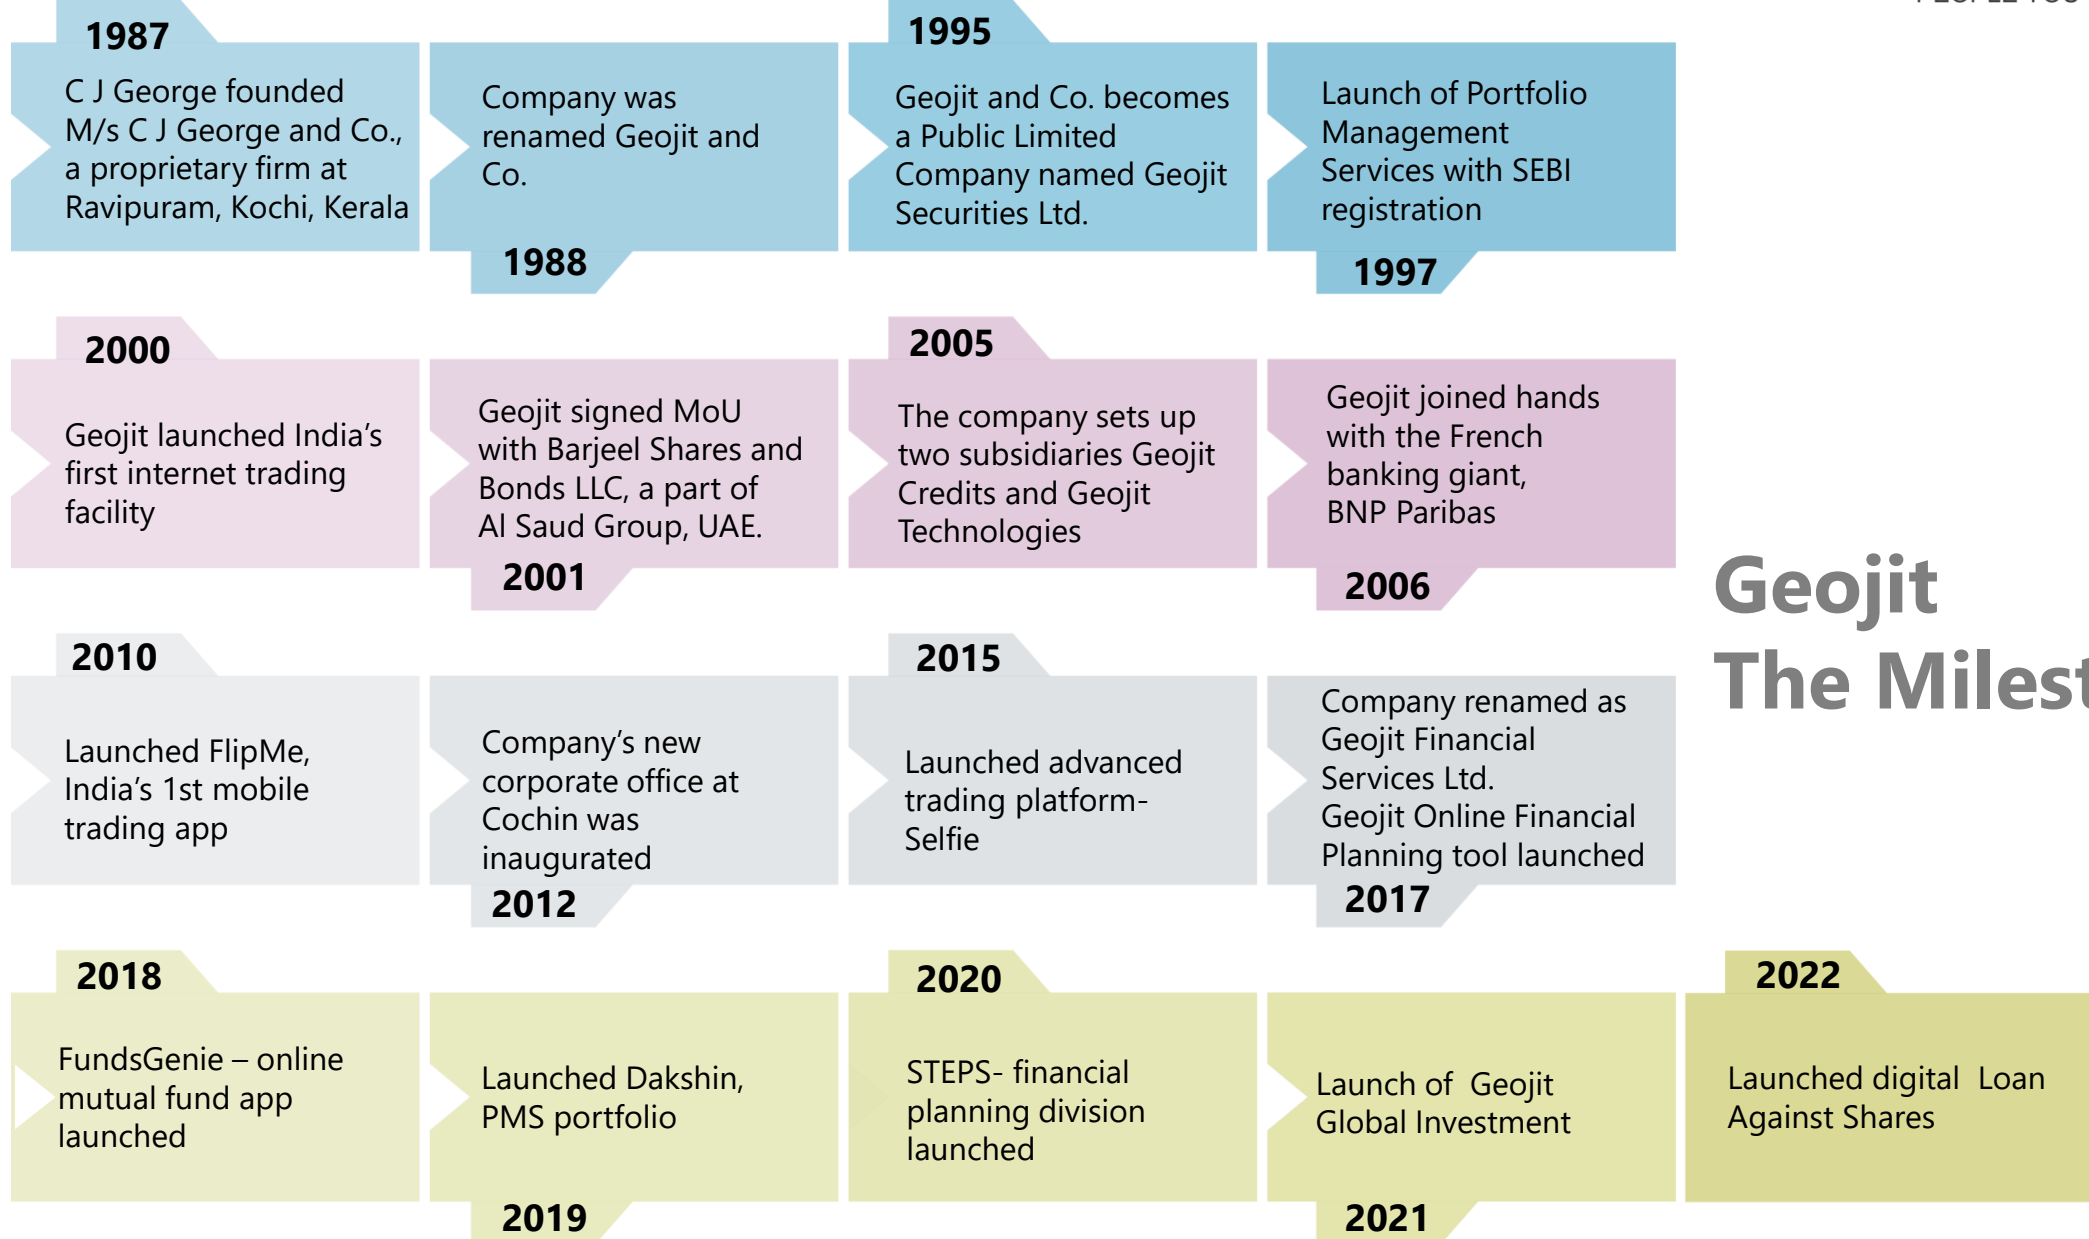 PEOPLE YOU
1987
C J George founded
M/s C J George and Co.,
a proprietary firm at
Ravipuram, Kochi, Kerala
Company was
renamed Geojit and
Co.
1988
1995
Geojit and Co. becomes
a Public Limited
Company named Geojit
Securities Ltd.
Launch of Portfolio
Management
Services with SEBI
registration
1997
2000
Geojit launched India’s
first internet trading
facility
Geojit signed MoU
with Barjeel Shares and
Bonds LLC, a part of
Al Saud Group, UAE.
2001
2005
The company sets up
two subsidiaries Geojit
Credits and Geojit
Technologies
Geojit joined hands
with the French
banking giant,
BNP Paribas
2006
Geojit
The Milest
2010
Launched FlipMe,
India’s 1st mobile
trading app
Company’s new
corporate office at
Cochin was
inaugurated
2012
2015
Launched advanced
trading platform-
Selfie
Company renamed as
Geojit Financial
Services Ltd.
Geojit Online Financial
Planning tool launched
2017
2018
FundsGenie – online
mutual fund app
launched
Launched Dakshin,
PMS portfolio
2019
2020
STEPS- financial
planning division
launched
Launch of  Geojit
Global Investment
2021
2022
Launched digital  Loan
Against Shares